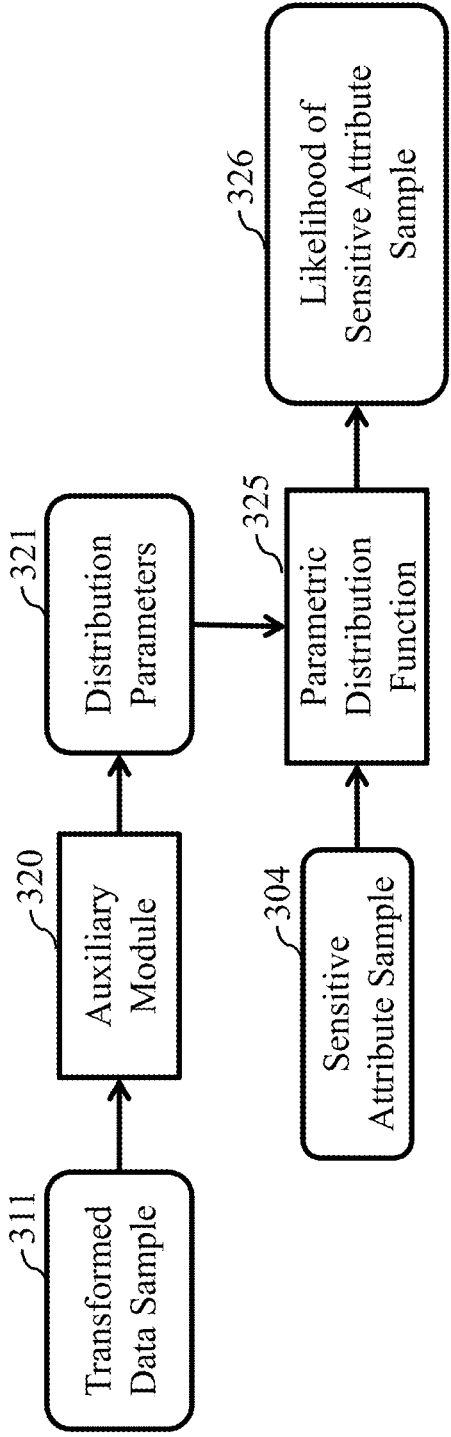 311
Transformed
Data Sample
320
Auxiliary
Module
321
Distribution
Parameters
304
Sensitive
Attribute Sample
325
Parametric
Distribution
Function
326
Likelihood of
Sensitive Attribute
Sample